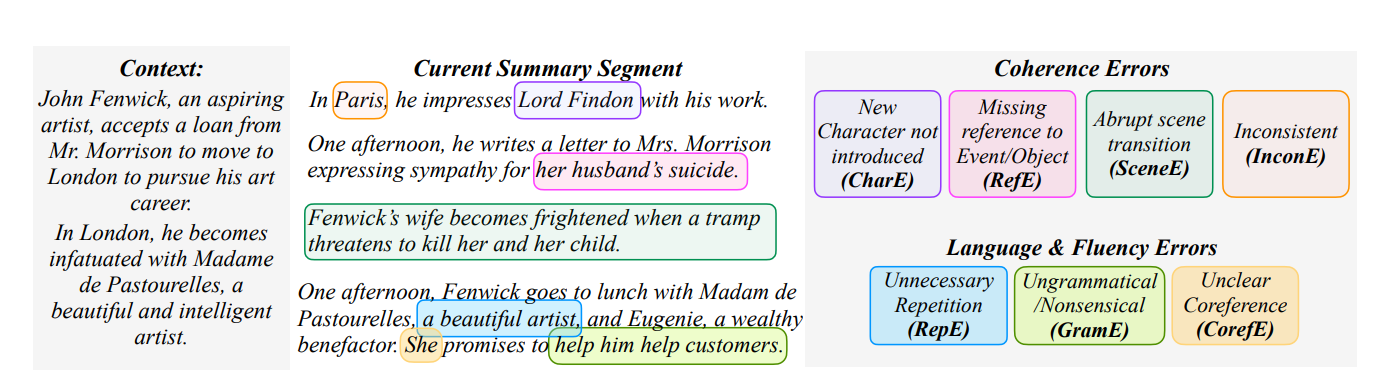 Context:
John Fenwick, an aspiring
artist, accepts a loan from
Mr. Morrison to move to
London to pursue his art
career.
In London, he becomes
infatuated with Madame
de Pastourelles, a
beautiful and intelligent
artist.
Current Summary Segment
In Paris, he impresses Lord Findon with his work.
One afternoon, he writes a letter to Mrs. Morrison
expressing sympathy for her husband's suicide.
Fenwick's wife becomes frightened when a tramp
threatens to kill her and her child.
One afternoon, Fenwick goes to lunch with Madam de
Pastourelles, a beautiful artist, and Eugenie, a wealthy
benefactor. She promises to help him help customers.
Coherence Errors
New
Character not
introduced
(CharE)
Missing
reference to
Event/Object
(RefE)
Abrupt scene
transition
(SceneE)
Inconsistent
(InconE)
Language & Fluency Errors
Unnecessary
Repetition
(RepE)
Ungrammatical
/Nonsensical
(GramE)
Unclear
Coreference
(CorefE)